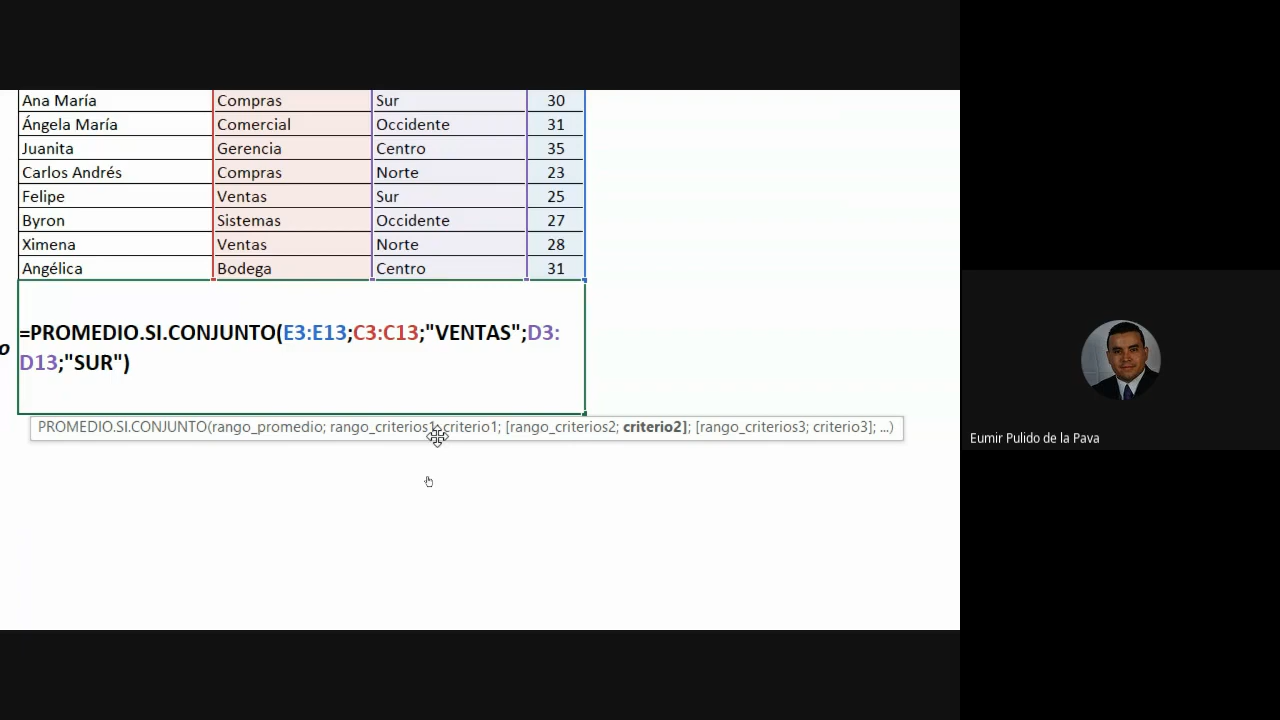 Ana María Compras Sur 30
Ángela María Comercial Occidente 31
Juanita Gerencia Centro 35
Carlos Andrés Compras Norte 23
Felipe Ventas Sur 25
Byron Sistemas Occidente 27
Ximena Ventas Norte 28
Angélica Bodega Centro 31
o =PROMEDIO.SI.CONJUNTO(E3:E13;C3:C13;"VENTAS";D3:
D13;"SUR")
PROMEDIO.SI.CONJUNTO(rango_promedio; rango_criterios1; criterio1; [rango_criterios2; criterio2]; [rango_criterios3; criterio3]; ...)
Eumir Pulido de la Pava